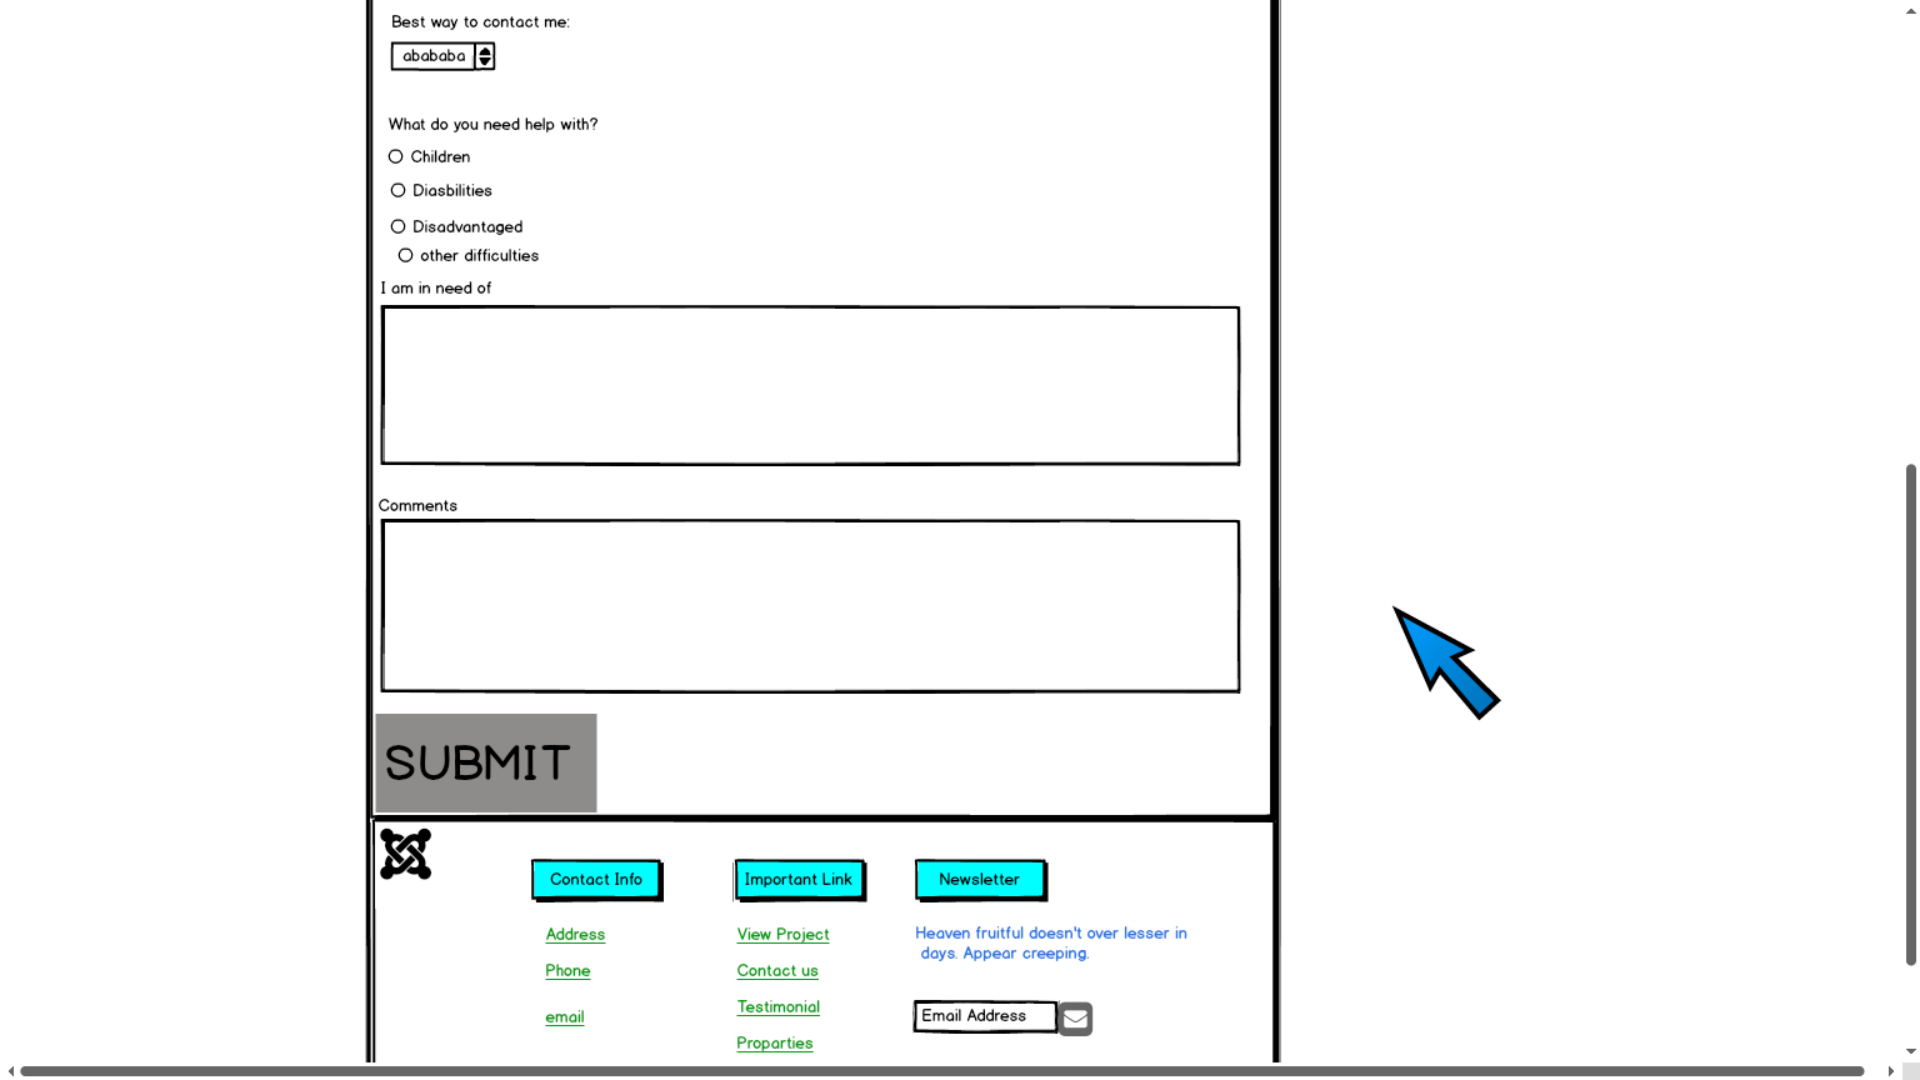 Best way to contact me:
abababa
What do you need help with?
Children
Diasbilities
Disadvantaged
other difficulties
I am in need of
Comments
SUBMIT
Contact Info
Important Link
Newsletter
Address
View Project
Heaven fruitful doesn't over lesser in
days. Appear creeping.
Phone
Contact us
Testimonial
email
Email Address
Proparties